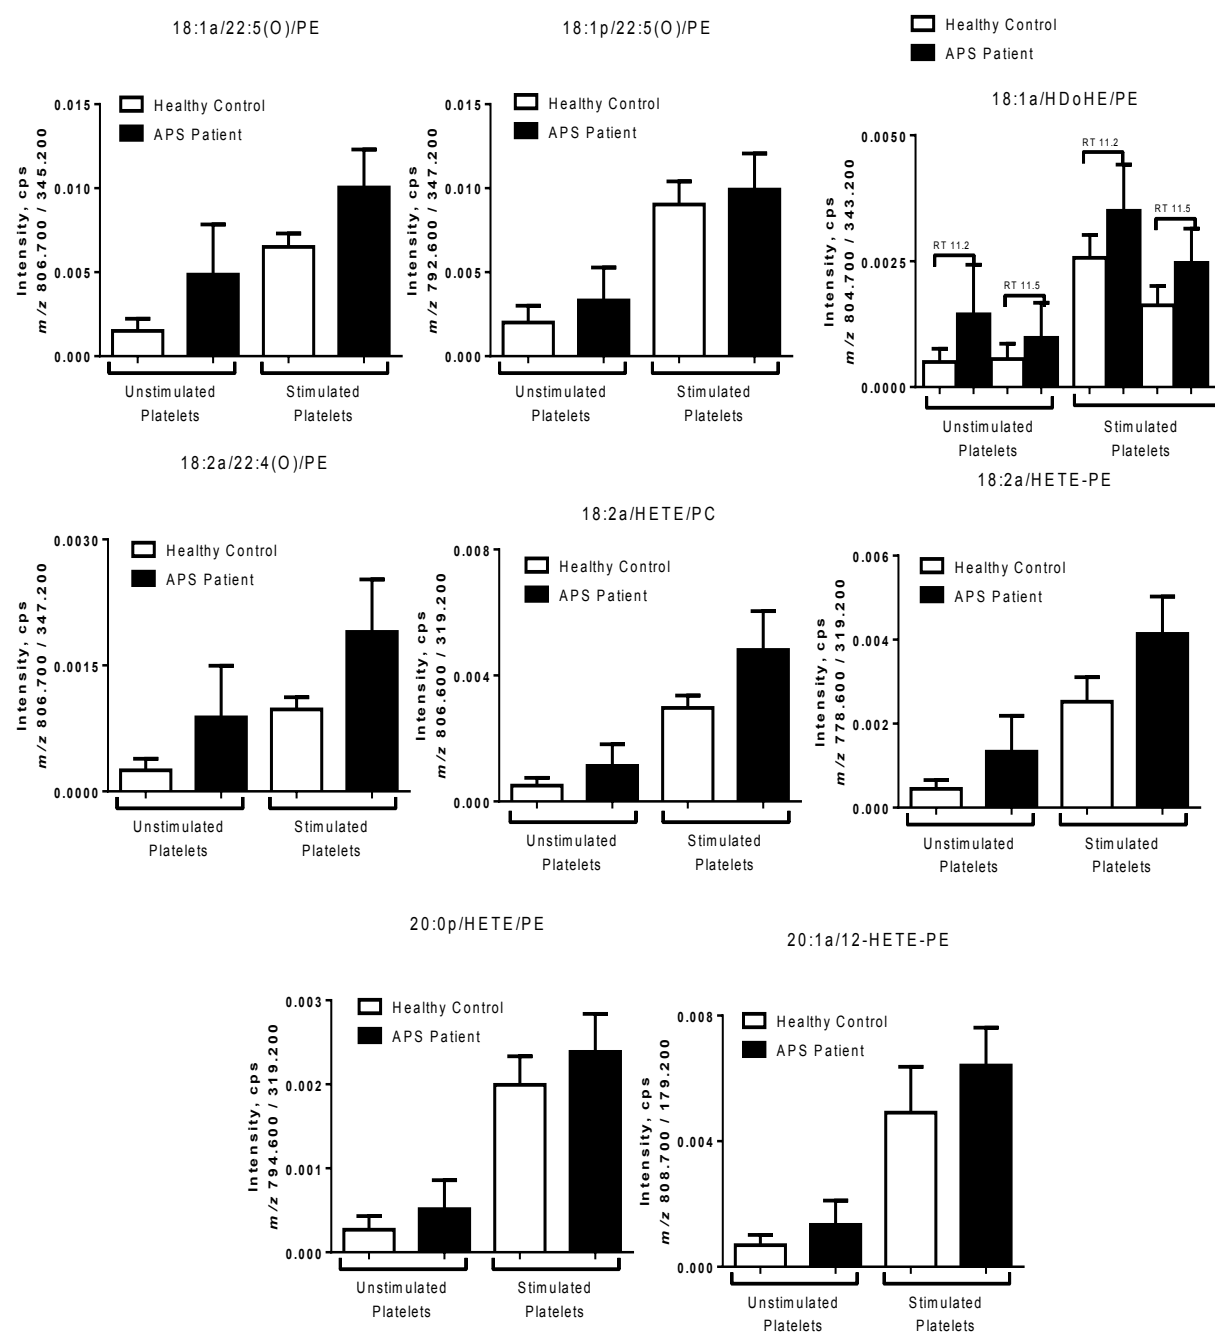 18:1a/22:5(O)/PE
Healthy Control
APS Patient
Intensity, cps
m/z 806.700 / 345.200
0.015
0.010
0.005
0.000
Unstimulated
Platelets
Stimulated
Platelets
18:1p/22:5(O)/PE
Healthy Control
APS Patient
Intensity, cps
m/z 792.600 / 347.200
0.015
0.010
0.005
0.000
Unstimulated
Platelets
Stimulated
Platelets
Healthy Control
APS Patient
18:1a/HDoHE/PE
Intensity, cps
m/z 804.700 / 343.200
0.0050
0.0025
0.0000
RT 11.2
RT 11.5
RT 11.2
RT 11.5
Unstimulated
Platelets
Stimulated
Platelets
18:2a/22:4(O)/PE
Healthy Control
APS Patient
Intensity, cps
m/z 806.700 / 347.200
0.0030
0.0015
0.0000
Unstimulated
Platelets
Stimulated
Platelets
18:2a/HETE/PC
Healthy Control
APS Patient
Intensity, cps
m/z 806.600 / 319.200
0.008
0.004
0.000
Unstimulated
Platelets
Stimulated
Platelets
18:2a/HETE-PE
Healthy Control
APS Patient
Intensity, cps
m/z 778.600 / 319.200
0.006
0.004
0.002
0.000
Unstimulated
Platelets
Stimulated
Platelets
20:0p/HETE/PE
Healthy Control
APS Patient
Intensity, cps
m/z 794.600 / 319.200
0.003
0.002
0.001
0.000
Unstimulated
Platelets
Stimulated
Platelets
20:1a/12-HETE-PE
Healthy Control
APS Patient
Intensity, cps
m/z 808.700 / 179.200
0.008
0.004
0.000
Unstimulated
Platelets
Stimulated
Platelets